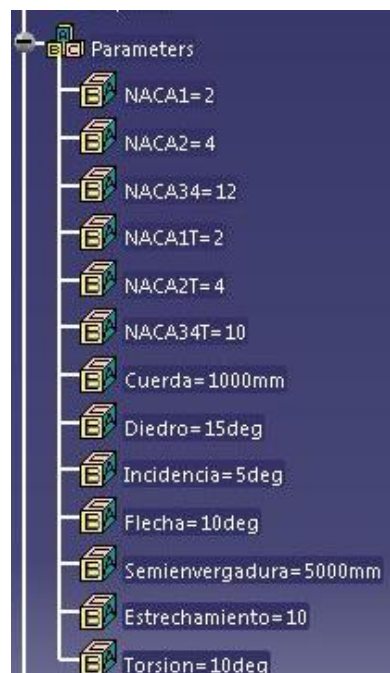 Parameters
NACA1=2
NACA2=4
NACA34=12
NACA1T=2
NACA2T=4
NACA34T=10
Cuerda=1000mm
Diedro=15deg
Incidencia=5deg
Flecha=10deg
Semienvergadura=5000mm
Estrechamiento=10
Torsion=10deg